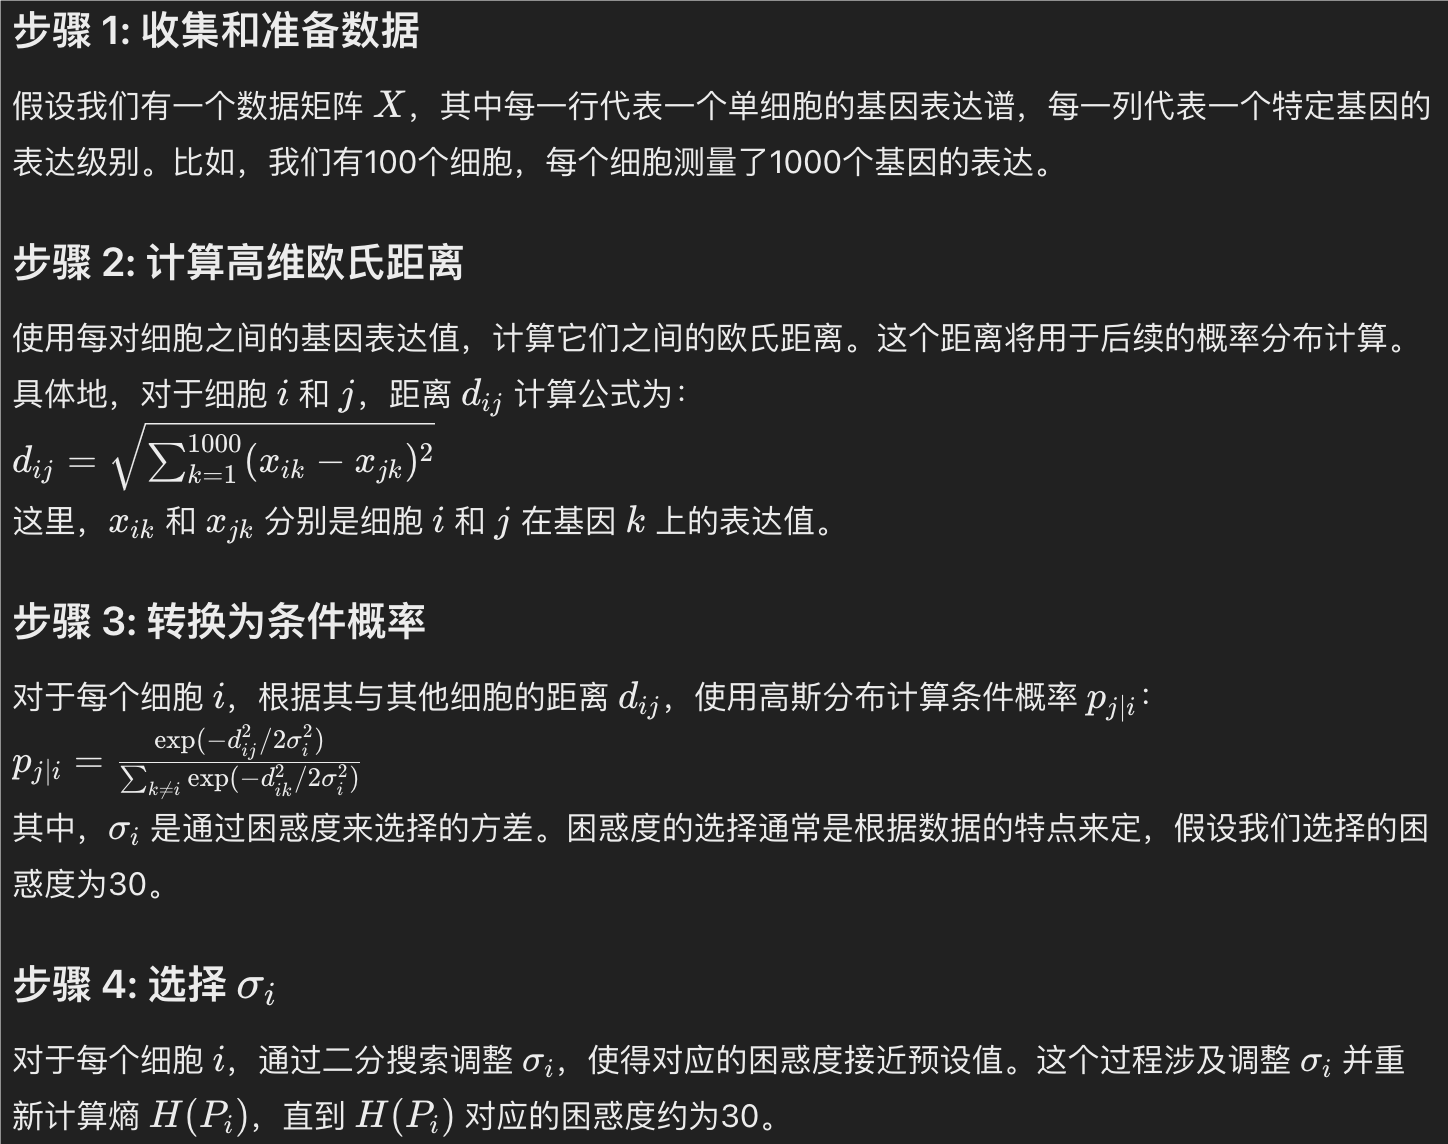 步骤 1: 收集和准备数据
假设我们有一个数据矩阵 X，其中每一行代表一个单细胞的基因表达谱，每一列代表一个特定基因的
表达级别。比如，我们有100个细胞，每个细胞测量了1000个基因的表达。
步骤 2: 计算高维欧氏距离
使用每对细胞之间的基因表达值，计算它们之间的欧氏距离。这个距离将用于后续的概率分布计算。
具体地，对于细胞 i 和 j，距离 d_{ij} 计算公式为：
d_{ij} = \sqrt{\sum_{k=1}^{1000}(x_{ik} - x_{jk})^2}
这里，x_{ik} 和 x_{jk} 分别是细胞 i 和 j 在基因 k 上的表达值。
步骤 3: 转换为条件概率
对于每个细胞 i，根据其与其他细胞的距离 d_{ij}，使用高斯分布计算条件概率 p_{j|i}：
p_{j|i} = \frac{\exp(-d_{ij}^2/2\sigma_i^2)}{\sum_{k \neq i} \exp(-d_{ik}^2/2\sigma_i^2)}
其中，σ_i 是通过困惑度来选择的方差。困惑度的选择通常是根据数据的特点来定，假设我们选择的困
惑度为30。
步骤 4: 选择 σ_i
对于每个细胞 i，通过二分搜索调整 σ_i，使得对应的困惑度接近预设值。这个过程涉及调整 σ_i 并重
新计算熵 H(P_i)，直到 H(P_i) 对应的困惑度约为30。